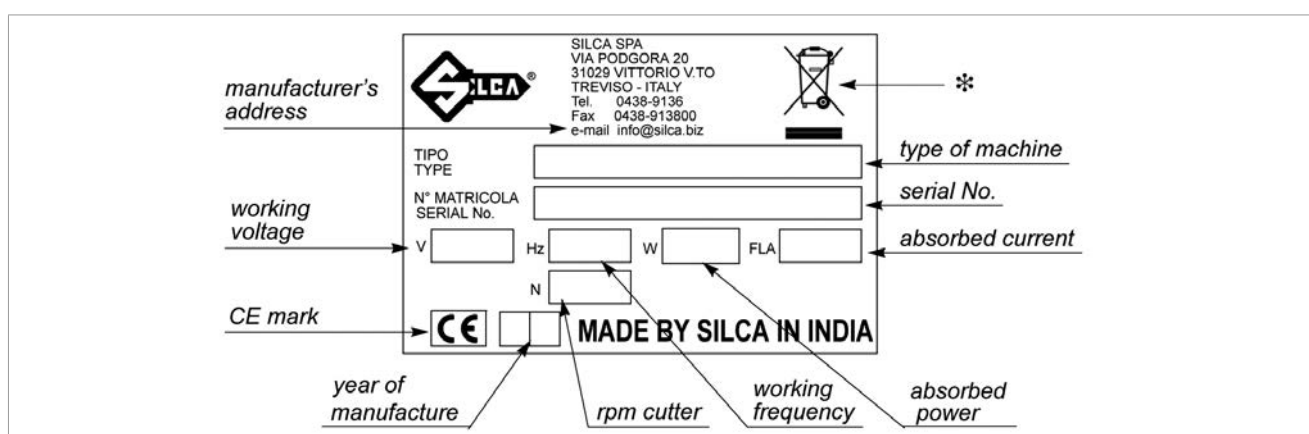 SILCA®
SILCA SPA
VIA PODGORA 20
31029 VITTORIO V.TO
TREVISO - ITALY
Tel. 0438-9136
Fax 0438-913800
e-mail info@silca.biz
manufacturer's
address
*
TIPO
TYPE
type of machine
N° MATRICOLA
SERIAL No.
serial No.
working
voltage
V Hz W FLA
absorbed current
N
CE mark
CE
MADE BY SILCA IN INDIA
year of
manufacture
rpm cutter
working
frequency
absorbed
power